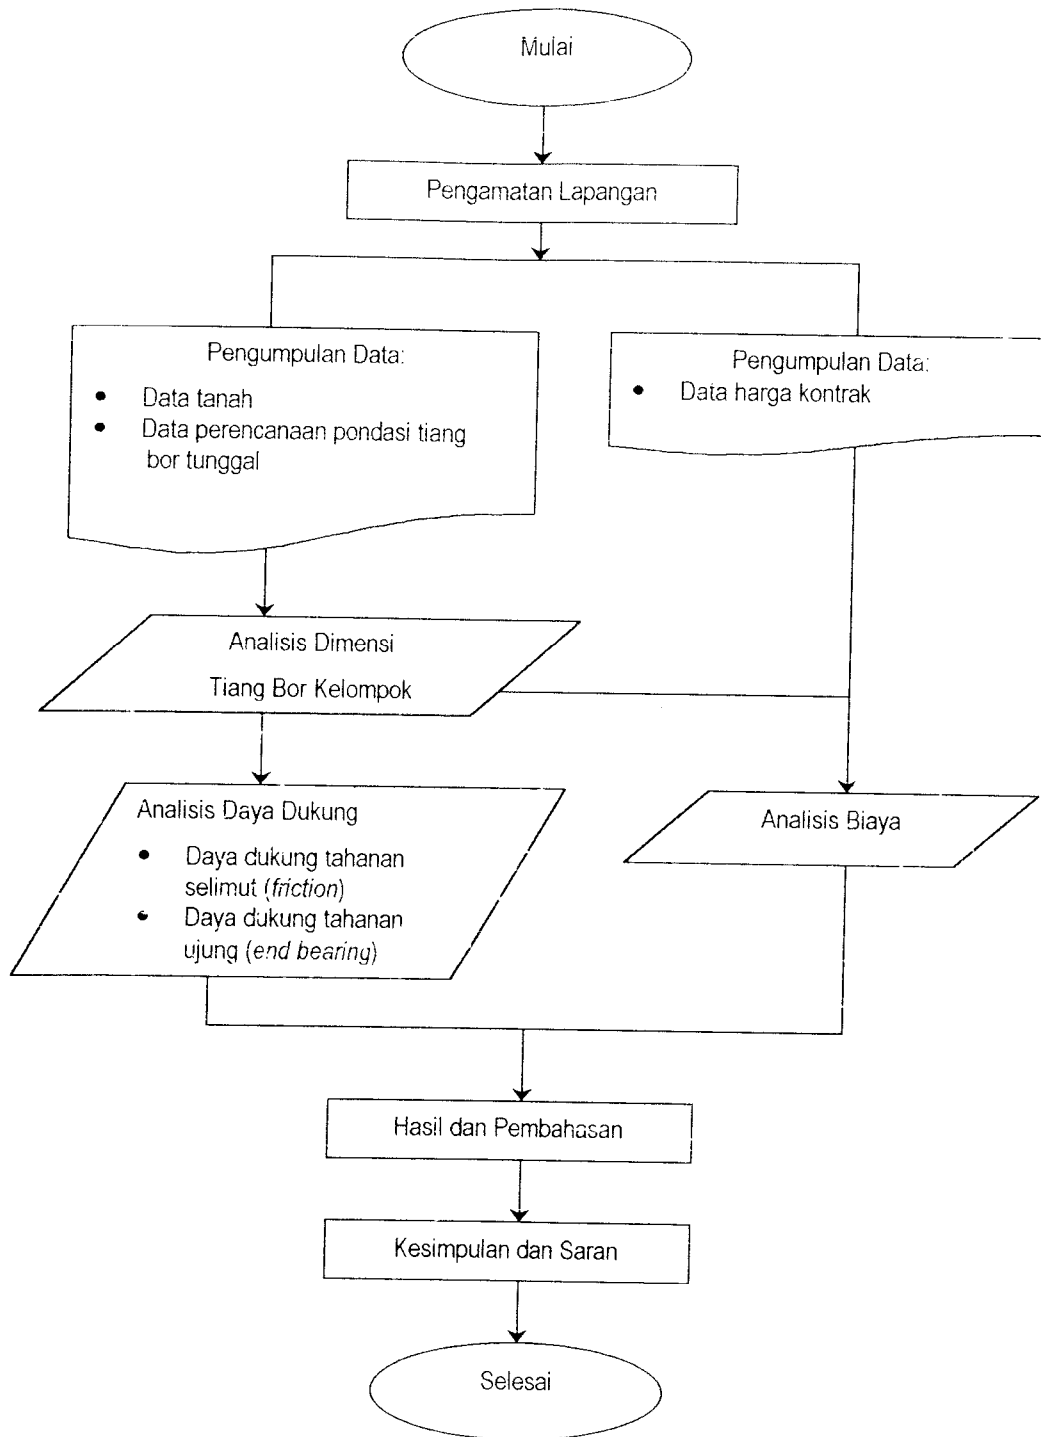 Mulai
Pengamatan Lapangan
Pengumpulan Data:
• Data tanah
• Data perencanaan pondasi tiang
bor tunggal
Pengumpulan Data:
• Data harga kontrak
Analisis Dimensi
Tiang Bor Kelompok
Analisis Daya Dukung
• Daya dukung tahanan
selimut (friction)
• Daya dukung tahanan
ujung (end bearing)
Analisis Biaya
Hasil dan Pembahasan
Kesimpulan dan Saran
Selesai